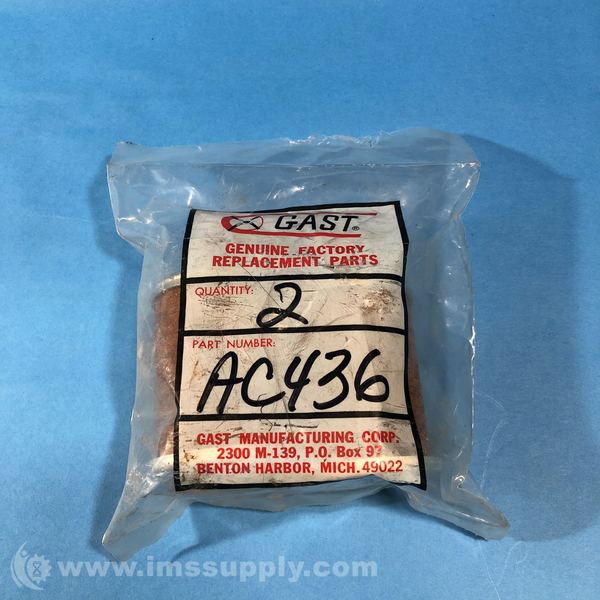 GAST®
GENUINE FACTORY
REPLACEMENT PARTS
QUANTITY:
2
PART NUMBER:
AC436
GAST MANUFACTURING CORP.
2300 M-139, P.O. Box 97
BENTON HARBOR, MICH. 49022
www.imssupply.com